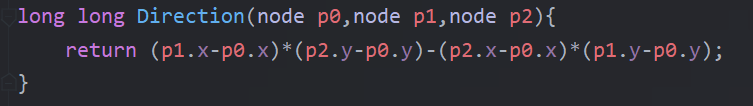 long long Direction(node p0,node p1,node p2){
    return (p1.x-p0.x)*(p2.y-p0.y)-(p2.x-p0.x)*(p1.y-p0.y);
}